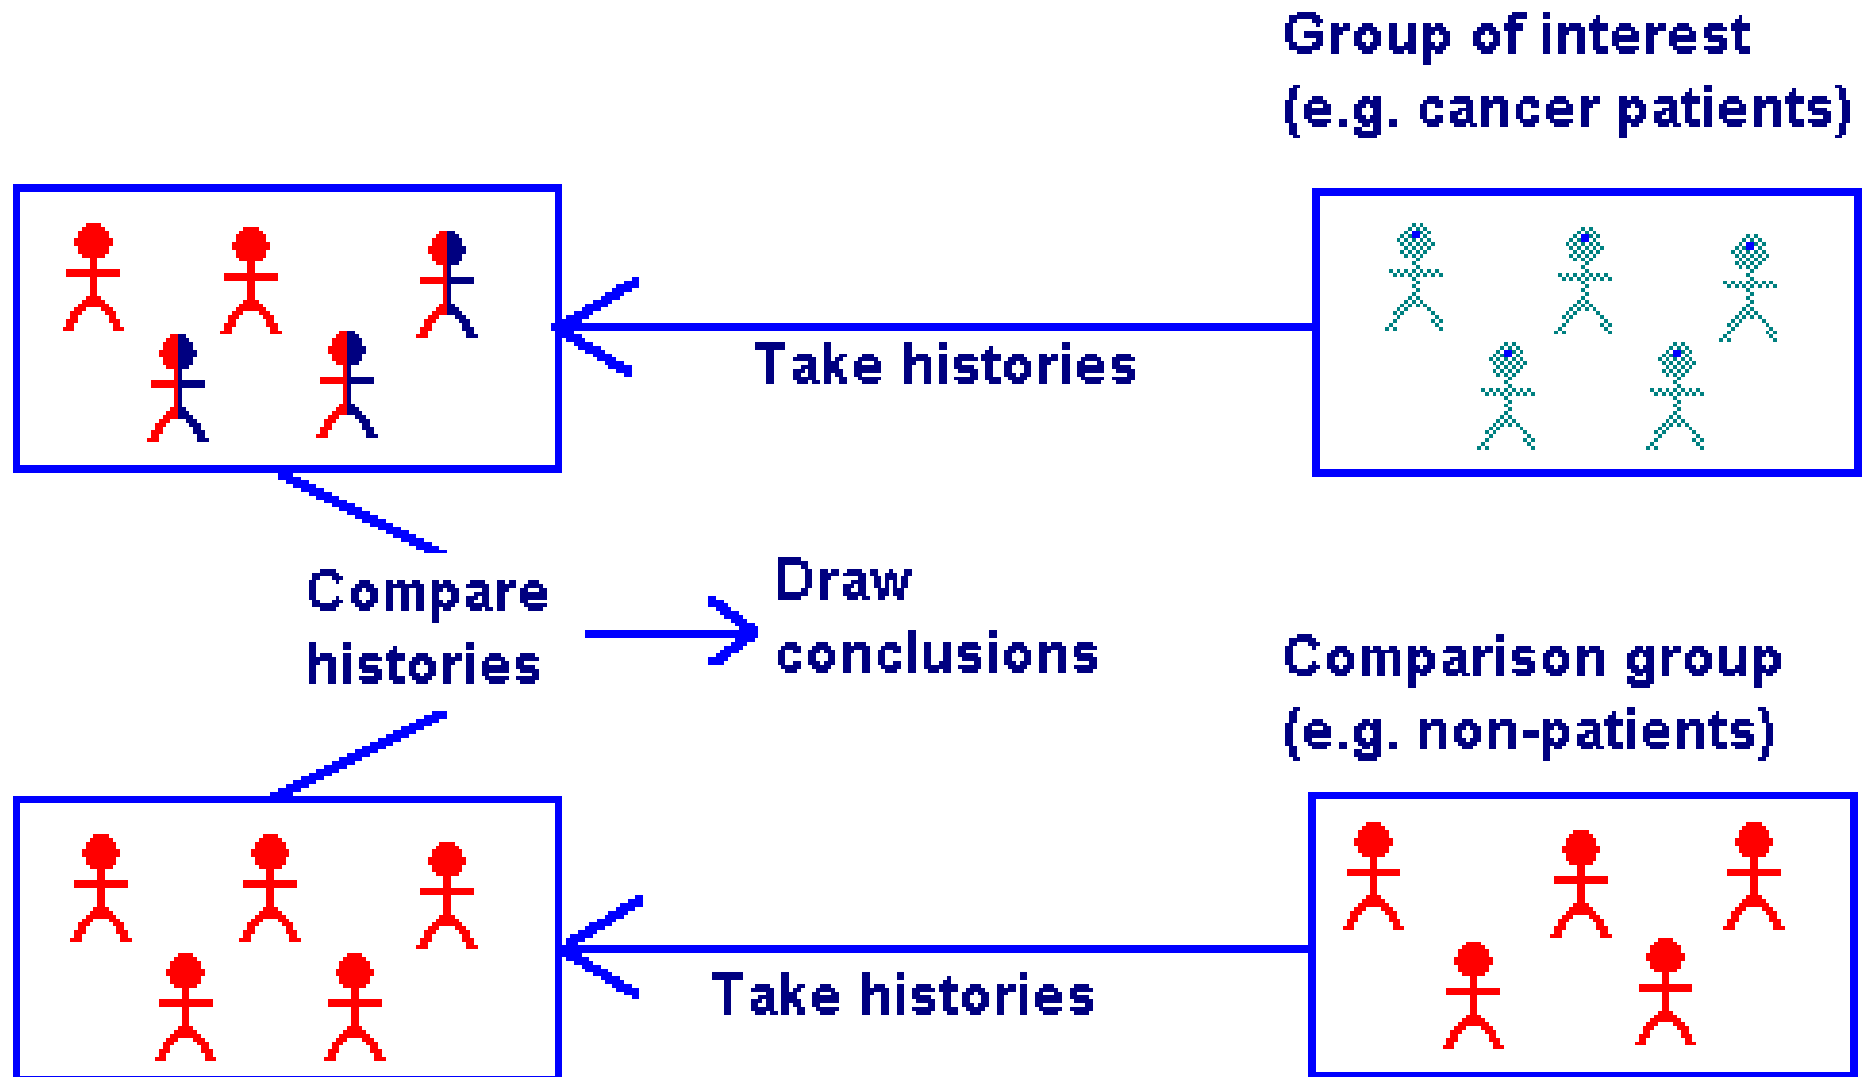 Group of interest
(e.g. cancer patients)
Take histories
Compare
histories
Draw
conclusions
Comparison group
(e.g. non-patients)
Take histories